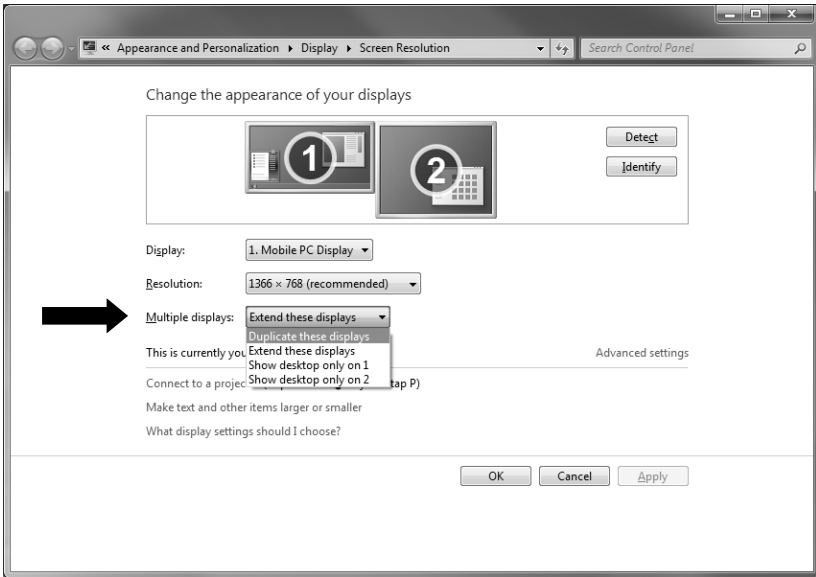 « Appearance and Personalization ▸ Display ▸ Screen Resolution Search Control Panel
Change the appearance of your displays
1 2 Detect
Identify
Display: 1. Mobile PC Display
Resolution: 1366 × 768 (recommended)
Multiple displays: Extend these displays
Duplicate these displays
Extend these displays
This is currently you Advanced settings
Show desktop only on 1
Show desktop only on 2
Connect to a projec tap P)
Make text and other items larger or smaller
What display settings should I choose?
OK Cancel Apply